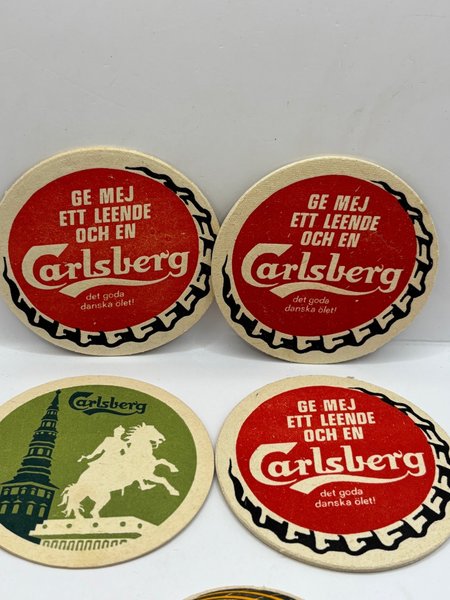 GE MEJ
ETT LEENDE
OCH EN
Carlsberg
det goda
danska ölet!
GE MEJ
ETT LEENDE
OCH EN
Carlsberg
det goda
danska ölet!
Carlsberg
GE MEJ
ETT LEENDE
OCH EN
Carlsberg
det goda
danska ölet!